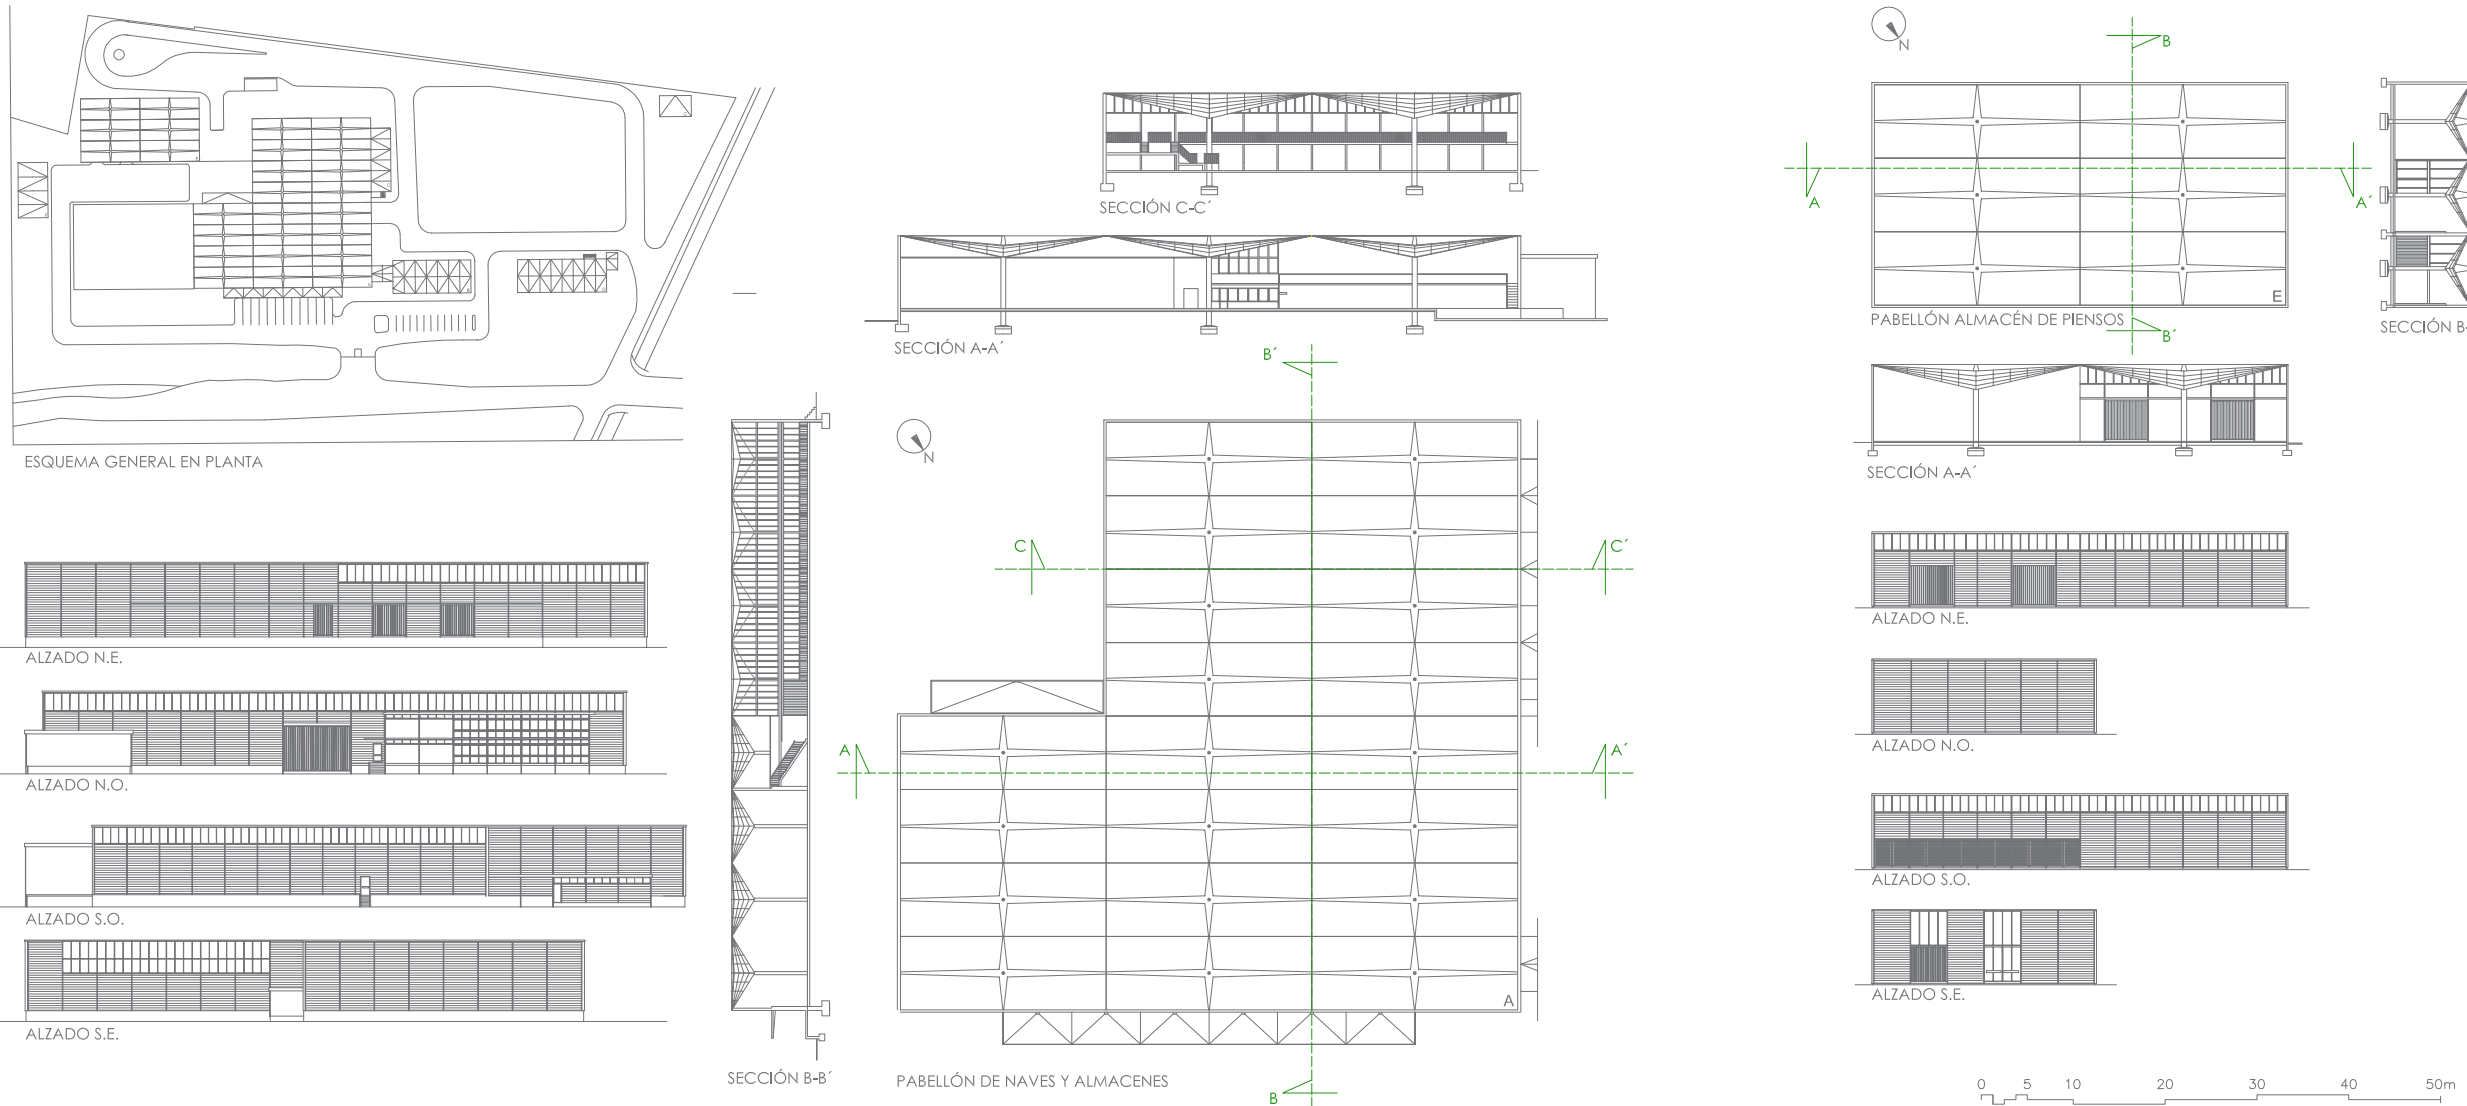 ESQUEMA GENERAL EN PLANTA
ALZADO N.E.
ALZADO N.O.
ALZADO S.O.
ALZADO S.E.
SECCIÓN C-C´
SECCIÓN A-A´
N
B´
C
C´
A
A´
A
B
SECCIÓN B-B´
PABELLÓN DE NAVES Y ALMACENES
N
B
A
A´
E
PABELLÓN ALMACÉN DE PIENSOS
B´
SECCIÓN B-
SECCIÓN A-A´
ALZADO N.E.
ALZADO N.O.
ALZADO S.O.
ALZADO S.E.
0 5 10 20 30 40 50m